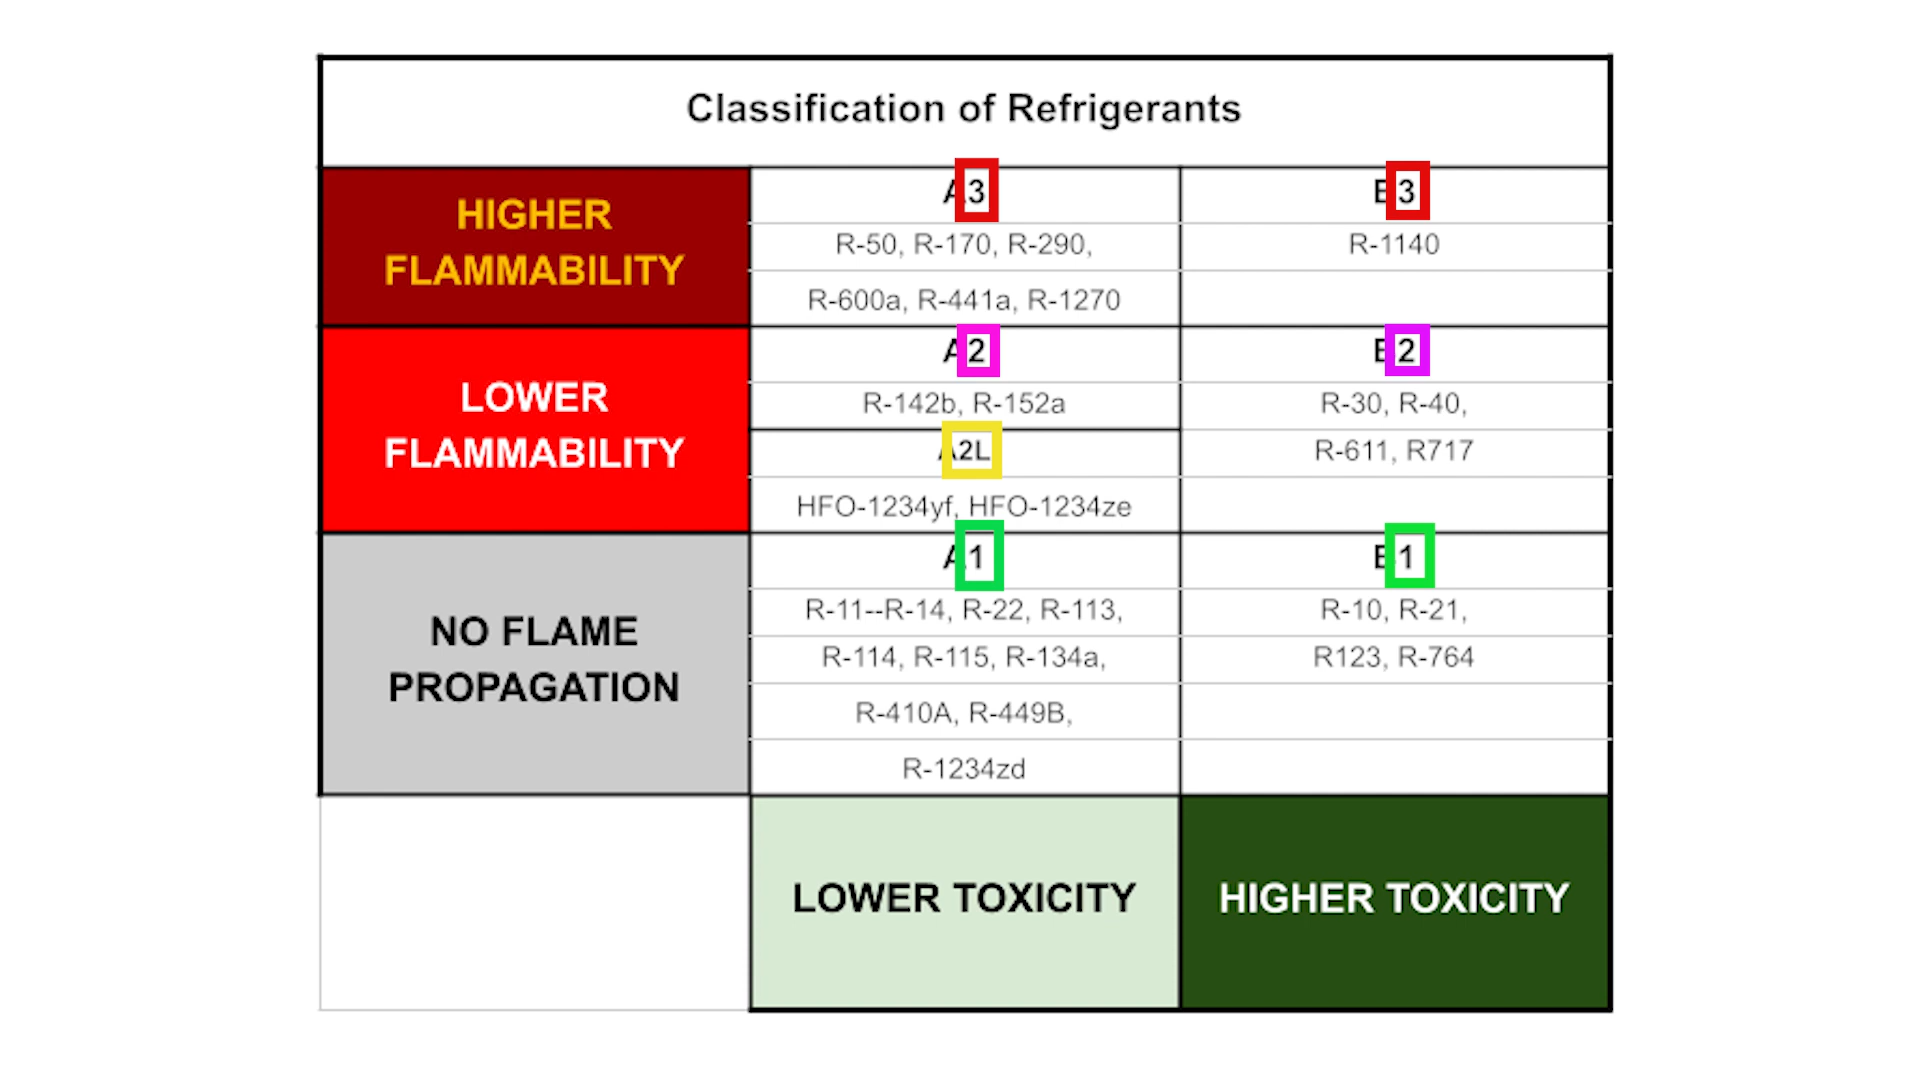 Classification of Refrigerants
HIGHER
FLAMMABILITY
A3
B3
R-50, R-170, R-290,
R-1140
R-600a, R-441a, R-1270
LOWER
FLAMMABILITY
A2
B2
R-142b, R-152a
R-30, R-40,
A2L
R-611, R717
HFO-1234yf, HFO-1234ze
NO FLAME
PROPAGATION
A1
B1
R-11--R-14, R-22, R-113,
R-10, R-21,
R-114, R-115, R-134a,
R123, R-764
R-410A, R-449B,
R-1234zd
LOWER TOXICITY
HIGHER TOXICITY